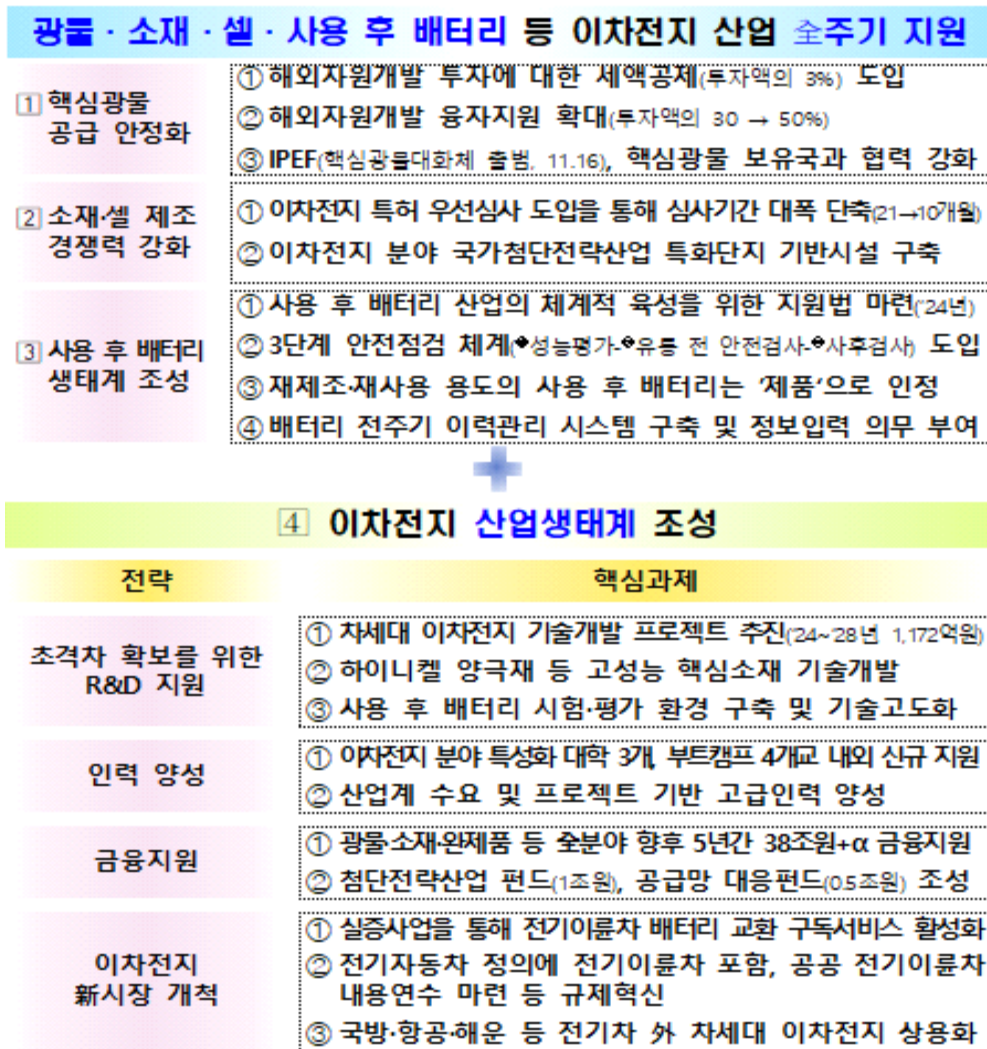 광물 · 소재 · 셀 · 사용 후 배터리 등 이차전지 산업 全주기 지원
1 핵심광물
공급 안정화
① 해외자원개발 투자에 대한 세액공제(투자액의 3%) 도입
② 해외자원개발 융자지원 확대(투자액의 30 → 50%)
③ IPEF(핵심광물대화체 출범, 11.16), 핵심광물 보유국과 협력 강화
2 소재·셀 제조
경쟁력 강화
① 이차전지 특허 우선심사 도입을 통해 심사기간 대폭 단축(21→10개월)
② 이차전지 분야 국가첨단전략산업 특화단지 기반시설 구축
3 사용 후 배터리
생태계 조성
① 사용 후 배터리 산업의 체계적 육성을 위한 지원법 마련('24년)
② 3단계 안전점검 체계(❶성능평가-❷유통 전 안전검사-❸사후검사) 도입
③ 재제조·재사용 용도의 사용 후 배터리는 '제품'으로 인정
④ 배터리 전주기 이력관리 시스템 구축 및 정보입력 의무 부여
4 이차전지 산업생태계 조성
전략
핵심과제
초격차 확보를 위한
R&D 지원
① 차세대 이차전지 기술개발 프로젝트 추진('24~'28년 1,172억원)
② 하이니켈 양극재 등 고성능 핵심소재 기술개발
③ 사용 후 배터리 시험·평가 환경 구축 및 기술고도화
인력 양성
① 이차전지 분야 특성화 대학 3개, 부트캠프 4개교 내외 신규 지원
② 산업계 수요 및 프로젝트 기반 고급인력 양성
금융지원
① 광물·소재·완제품 등 全분야 향후 5년간 38조원+α 금융지원
② 첨단전략산업 펀드(1조원), 공급망 대응펀드(0.5조원) 조성
이차전지
新시장 개척
① 실증사업을 통해 전기이륜차 배터리 교환 구독서비스 활성화
② 전기자동차 정의에 전기이륜차 포함, 공공 전기이륜차
내용연수 마련 등 규제혁신
③ 국방·항공·해운 등 전기차 外 차세대 이차전지 상용화